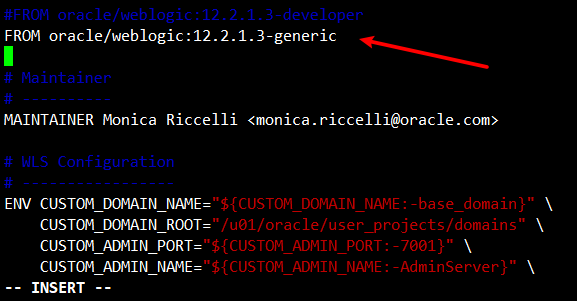 #FROM oracle/weblogic:12.2.1.3-developer
FROM oracle/weblogic:12.2.1.3-generic
# Maintainer
# ----------
MAINTAINER Monica Riccelli <monica.riccelli@oracle.com>
# WLS Configuration
# -----------------
ENV CUSTOM_DOMAIN_NAME="${CUSTOM_DOMAIN_NAME:-base_domain}" \
    CUSTOM_DOMAIN_ROOT="/u01/oracle/user_projects/domains" \
    CUSTOM_ADMIN_PORT="${CUSTOM_ADMIN_PORT:-7001}" \
    CUSTOM_ADMIN_NAME="${CUSTOM_ADMIN_NAME:-AdminServer}" \
-- INSERT --